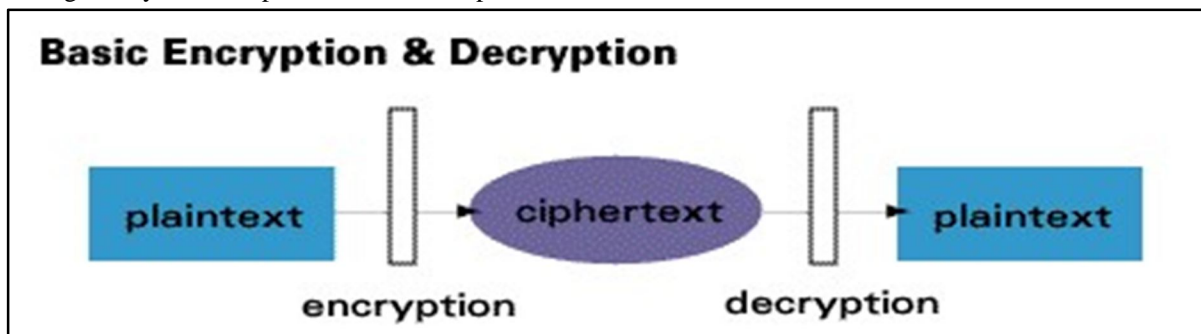 Basic Encryption & Decryption
plaintext
ciphertext
plaintext
encryption
decryption